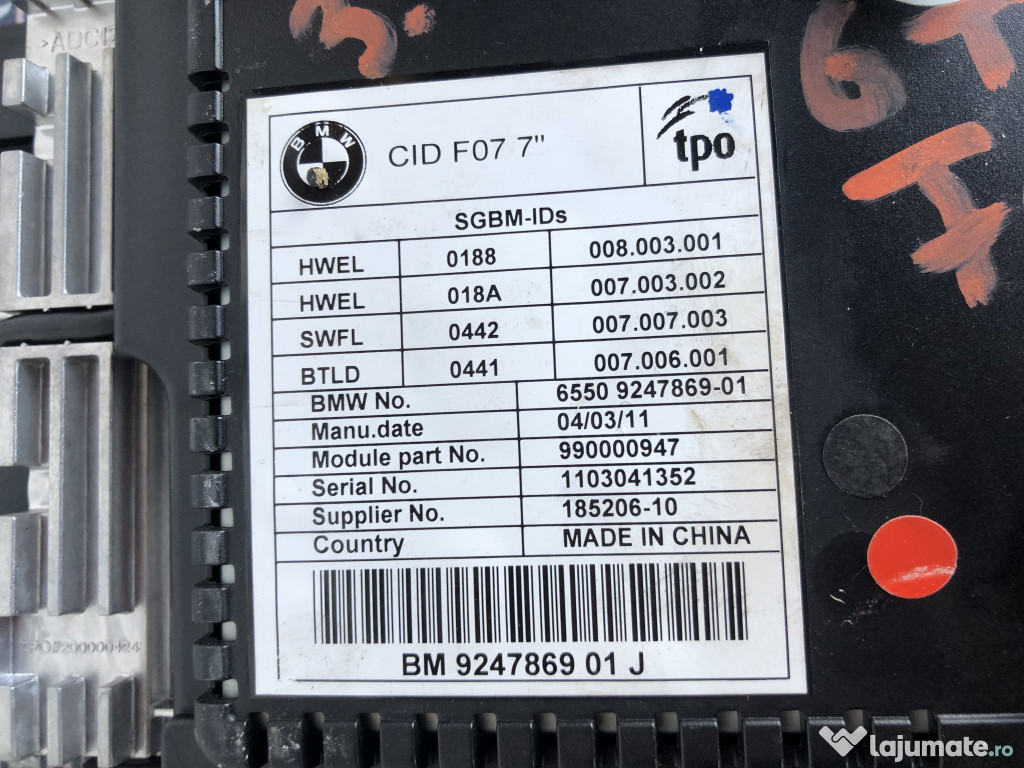 >ADC12
BMW
CID F07 7"
tpo
SGBM-IDs
HWEL 0188 008.003.001
HWEL 018A 007.003.002
SWFL 0442 007.007.003
BTLD 0441 007.006.001
BMW No. 6550 9247869-01
Manu.date 04/03/11
Module part No. 990000947
Serial No. 1103041352
Supplier No. 185206-10
Country MADE IN CHINA
BM 9247869 01 J
lajumate.ro